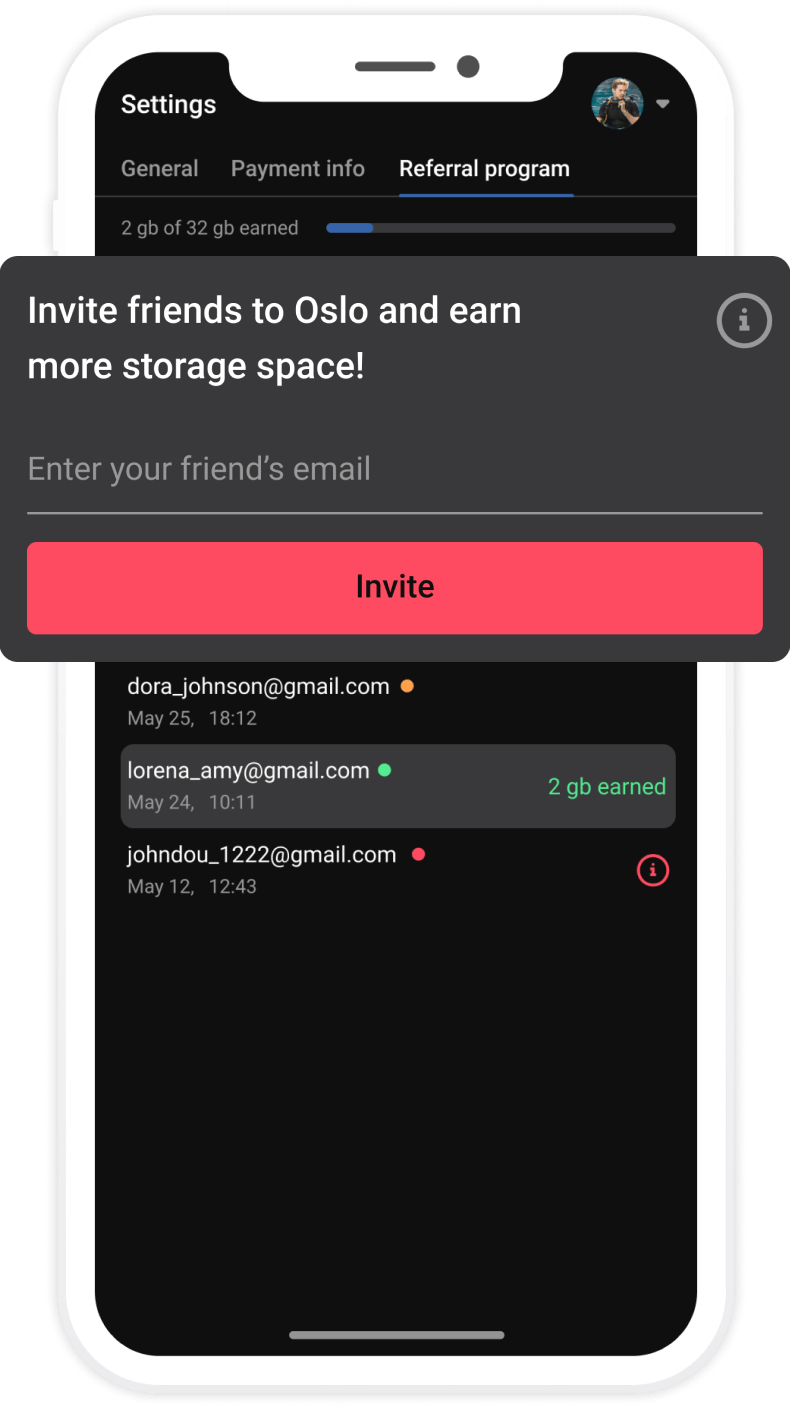 Settings
General Payment info Referral program
2 gb of 32 gb earned
Invite friends to Oslo and earn
more storage space!
Enter your friend’s email
Invite
dora_johnson@gmail.com
May 25, 18:12
lorena_amy@gmail.com
2 gb earned
May 24, 10:11
johndou_1222@gmail.com
May 12, 12:43